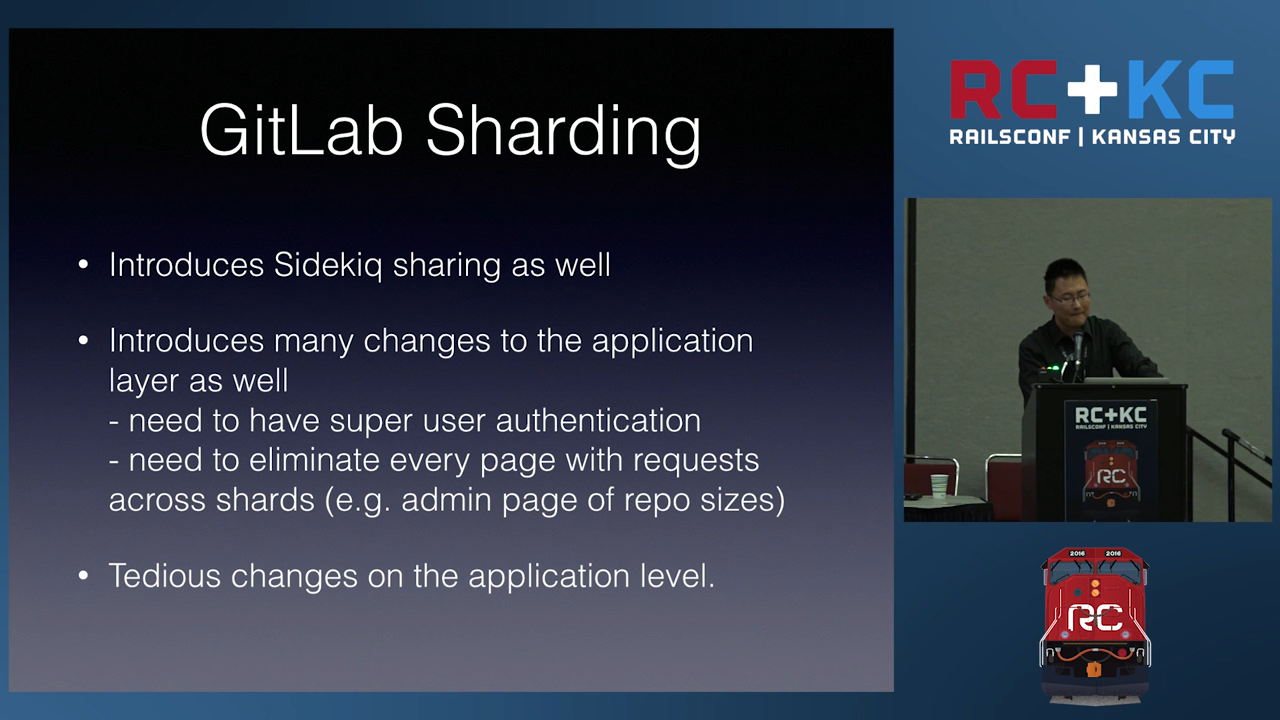 GitLab Sharding
• Introduces Sidekiq sharing as well
• Introduces many changes to the application
layer as well
- need to have super user authentication
- need to eliminate every page with requests
across shards (e.g. admin page of repo sizes)
• Tedious changes on the application level.
RC+KC
RAILSCONF | KANSAS CITY
RC+KC
RAILSCONF | KANSAS CITY
RC
2016 2016
RC